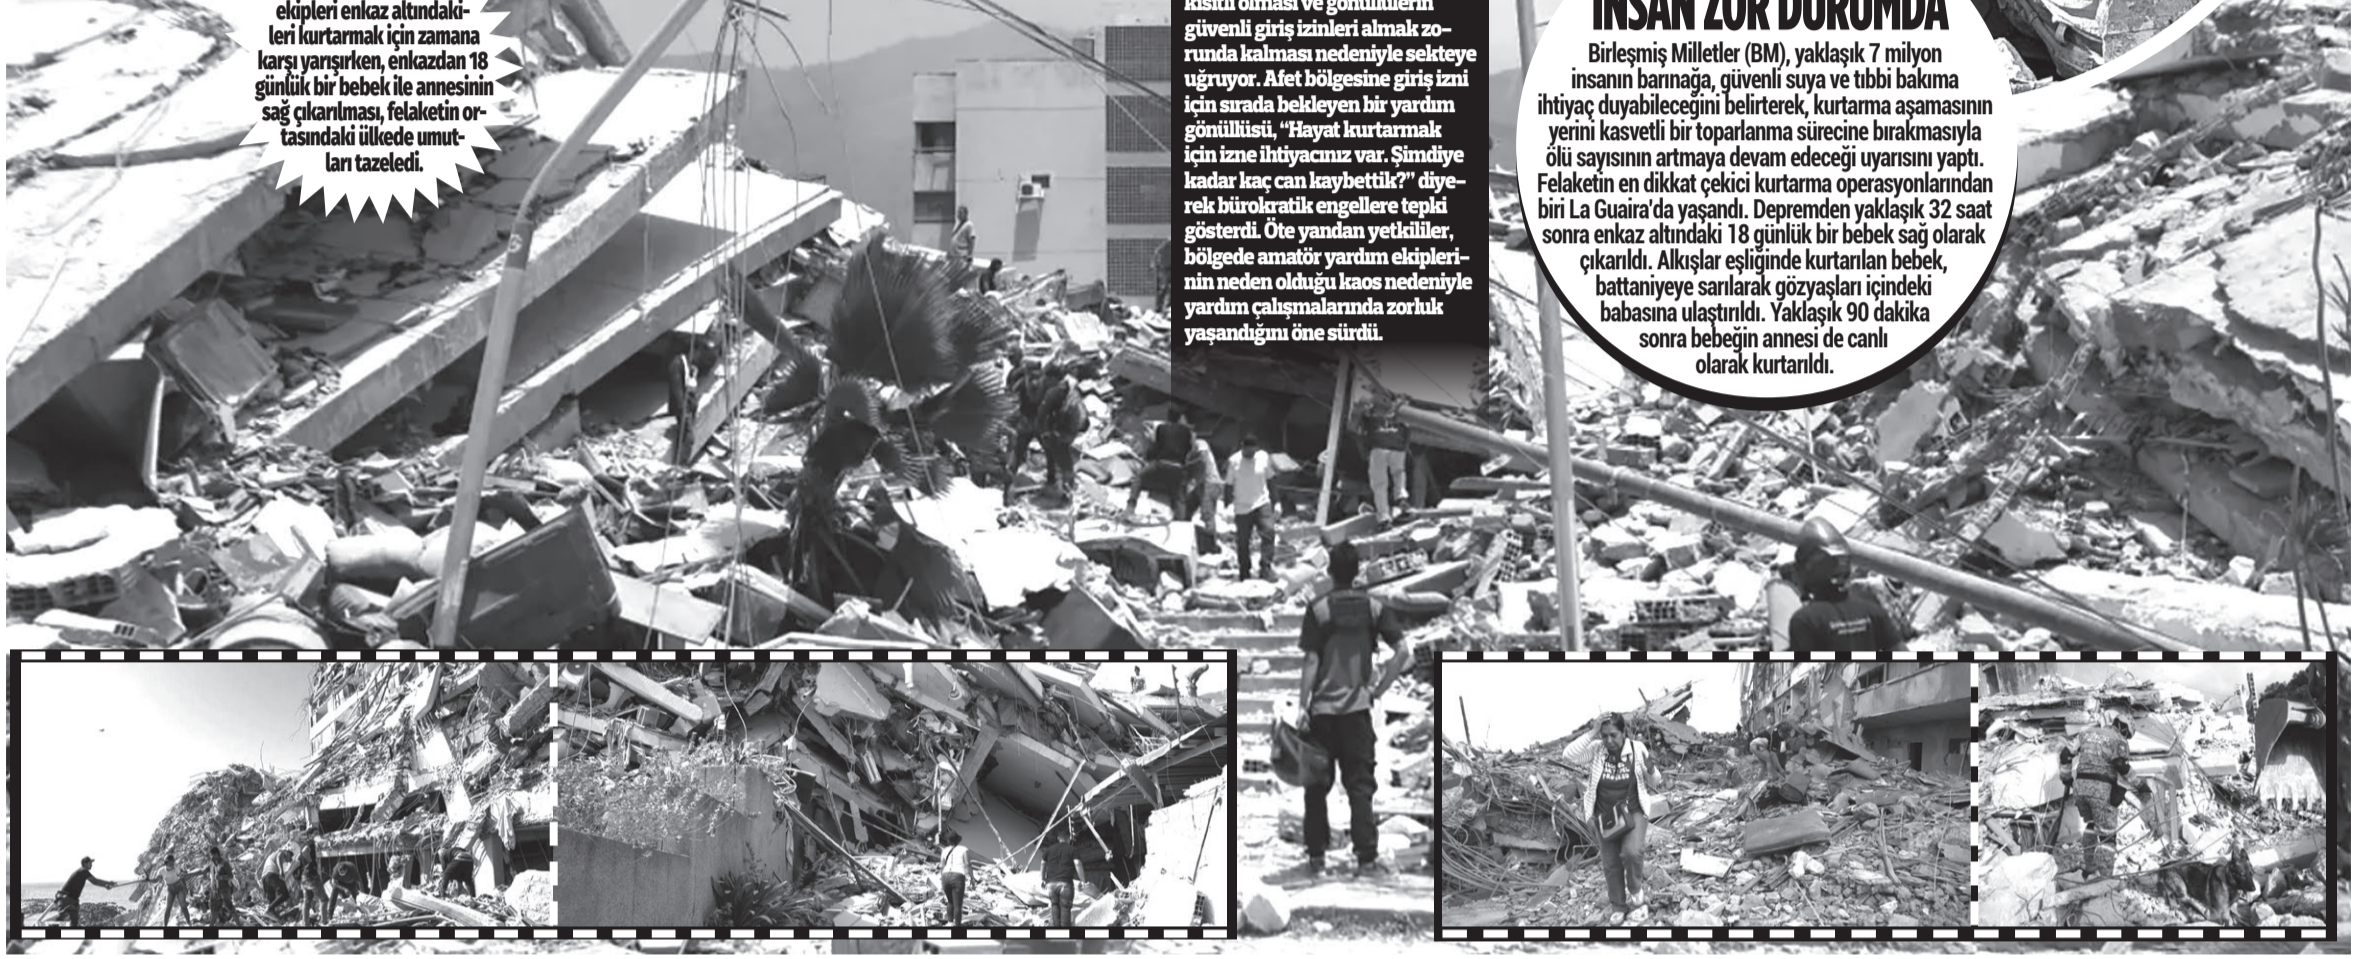 ekipleri enkaz altındaki-
leri kurtarmak için zamana
karşı yarışırken, enkazdan 18
günlük bir bebek ile annesinin
sağ çıkarılması, felaketin or-
tasındaki ülkede umut-
ları tazeledi.
kısıtlı olması ve gönüllülerin
güvenli giriş izinleri almak zo-
runda kalması nedeniyle sekteye
uğruyor. Afet bölgesine giriş izni
için sırada bekleyen bir yardım
gönüllüsü, “Hayat kurtarmak
için izne ihtiyacınız var. Şimdiye
kadar kaç can kaybettik?” diye-
rek bürokratik engellere tepki
gösterdi. Öte yandan yetkililer,
bölgede amatör yardım ekipleri-
nin neden olduğu kaos nedeniyle
yardım çalışmalarında zorluk
yaşandığını öne sürdü.
İNSAN ZOR DURUMDA
Birleşmiş Milletler (BM), yaklaşık 7 milyon
insanın barınağa, güvenli suya ve tıbbi bakıma
ihtiyaç duyabileceğini belirterek, kurtarma aşamasının
yerini kasvetli bir toparlanma sürecine bırakmasıyla
ölü sayısının artmaya devam edeceği uyarısını yaptı.
Felaketin en dikkat çekici kurtarma operasyonlarından
biri La Guaira’da yaşandı. Depremden yaklaşık 32 saat
sonra enkaz altındaki 18 günlük bir bebek sağ olarak
çıkarıldı. Alkışlar eşliğinde kurtarılan bebek,
battaniyeye sarılarak gözyaşları içindeki
babasına ulaştırıldı. Yaklaşık 90 dakika
sonra bebeğin annesi de canlı
olarak kurtarıldı.